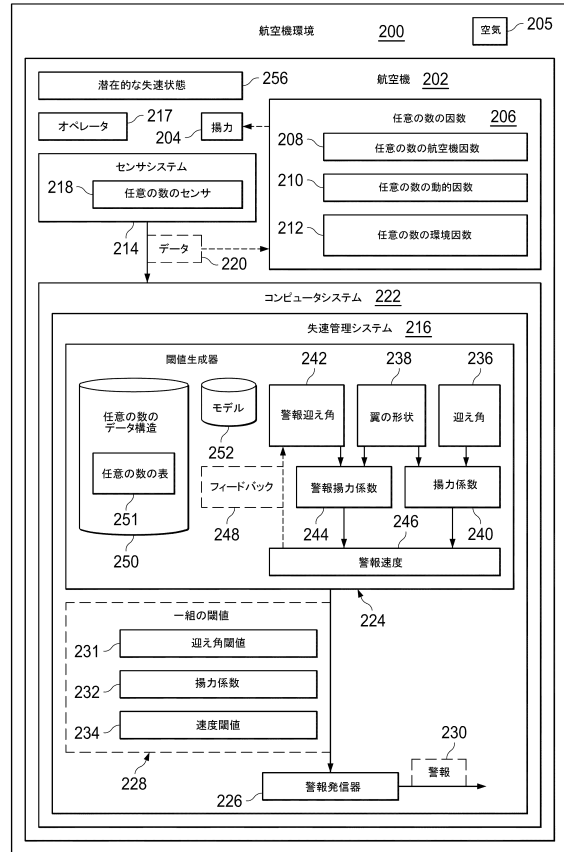 航空機環境 200
空気 205
潜在的な失速状態 256
航空機 202
オペレータ 217
204 揚力
任意の数の因数 206
208 任意の数の航空機因数
センサシステム
218 任意の数のセンサ
210 任意の数の動的因数
212 任意の数の環境因数
214
データ
220
コンピュータシステム 222
失速管理システム 216
閾値生成器
242 238 236
任意の数の
データ構造
モデル
252
警報迎え角
翼の形状
迎え角
任意の数の表
251
250
フィードバック
248
警報揚力係数
244
揚力係数
240
246
警報速度
224
一組の閾値
231 迎え角閾値
232 揚力係数
234 速度閾値
228
230
警報
226 警報発信器